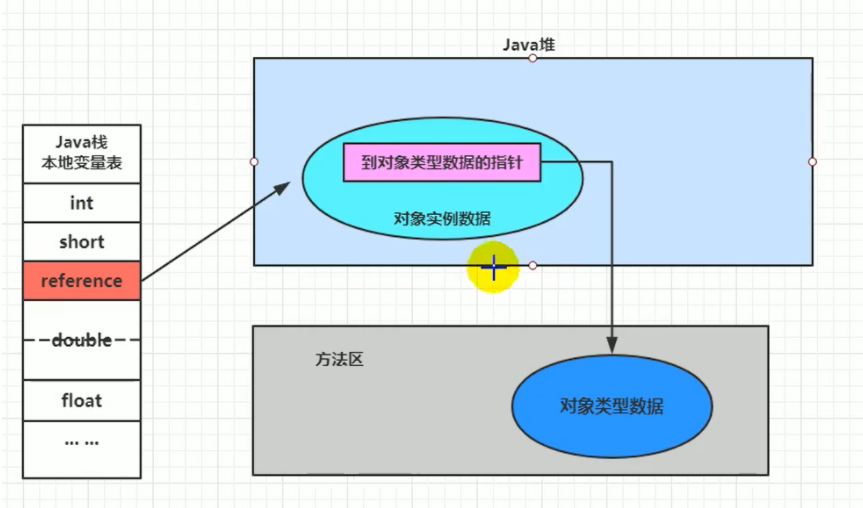 Java堆
Java栈
本地变量表
int
short
reference
double
float
... ...
到对象类型数据的指针
对象实例数据
方法区
对象类型数据